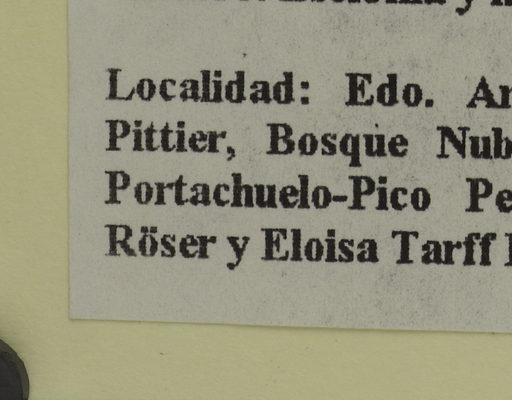 Localidad: Edo.
Pittier, Bosque
Portachuelo-Pico
Röser y Eloisa Tarff